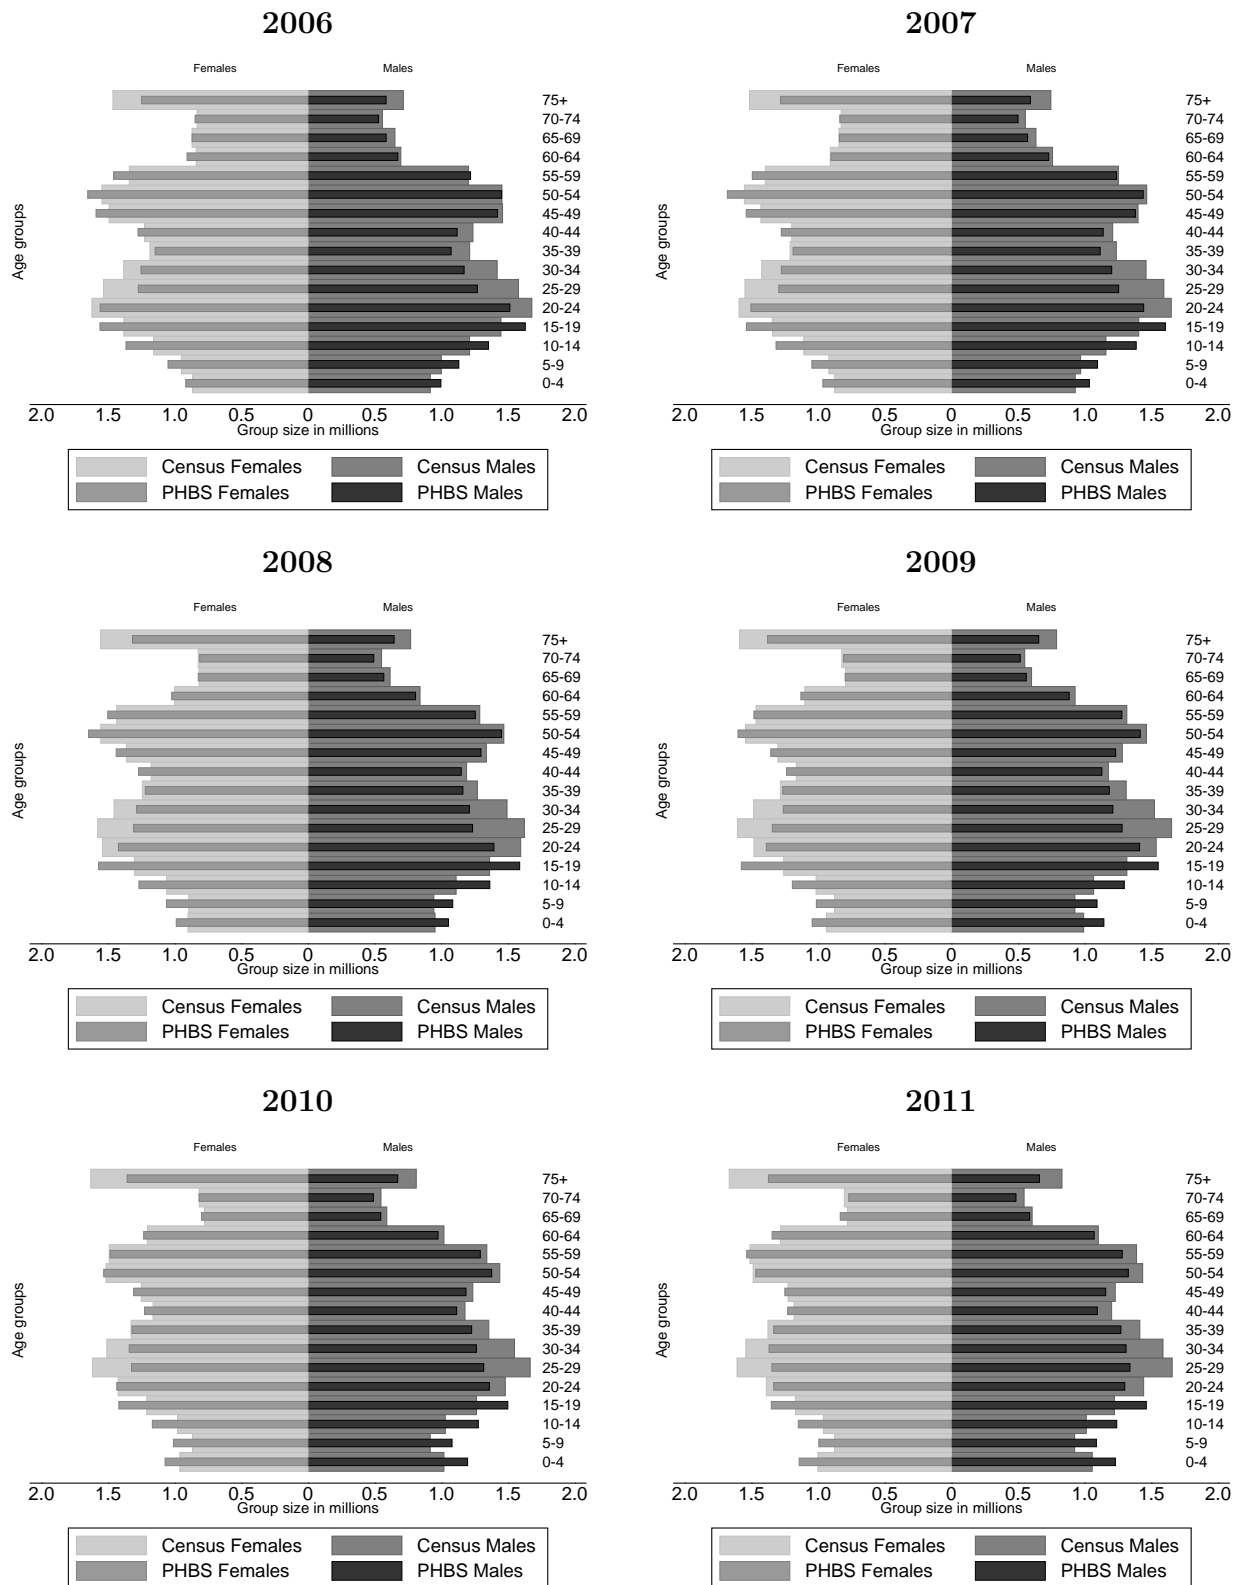 2006
Females Males
75+
70-74
65-69
60-64
55-59
50-54
45-49
40-44
35-39
30-34
25-29
20-24
15-19
10-14
5-9
0-4
Age groups
2.0 1.5 1.0 0.5 0 0.5 1.0 1.5 2.0
Group size in millions
Census Females Census Males
PHBS Females PHBS Males
2007
Females Males
75+
70-74
65-69
60-64
55-59
50-54
45-49
40-44
35-39
30-34
25-29
20-24
15-19
10-14
5-9
0-4
Age groups
2.0 1.5 1.0 0.5 0 0.5 1.0 1.5 2.0
Group size in millions
Census Females Census Males
PHBS Females PHBS Males
2008
Females Males
75+
70-74
65-69
60-64
55-59
50-54
45-49
40-44
35-39
30-34
25-29
20-24
15-19
10-14
5-9
0-4
Age groups
2.0 1.5 1.0 0.5 0 0.5 1.0 1.5 2.0
Group size in millions
Census Females Census Males
PHBS Females PHBS Males
2009
Females Males
75+
70-74
65-69
60-64
55-59
50-54
45-49
40-44
35-39
30-34
25-29
20-24
15-19
10-14
5-9
0-4
Age groups
2.0 1.5 1.0 0.5 0 0.5 1.0 1.5 2.0
Group size in millions
Census Females Census Males
PHBS Females PHBS Males
2010
Females Males
75+
70-74
65-69
60-64
55-59
50-54
45-49
40-44
35-39
30-34
25-29
20-24
15-19
10-14
5-9
0-4
Age groups
2.0 1.5 1.0 0.5 0 0.5 1.0 1.5 2.0
Group size in millions
Census Females Census Males
PHBS Females PHBS Males
2011
Females Males
75+
70-74
65-69
60-64
55-59
50-54
45-49
40-44
35-39
30-34
25-29
20-24
15-19
10-14
5-9
0-4
Age groups
2.0 1.5 1.0 0.5 0 0.5 1.0 1.5 2.0
Group size in millions
Census Females Census Males
PHBS Females PHBS Males